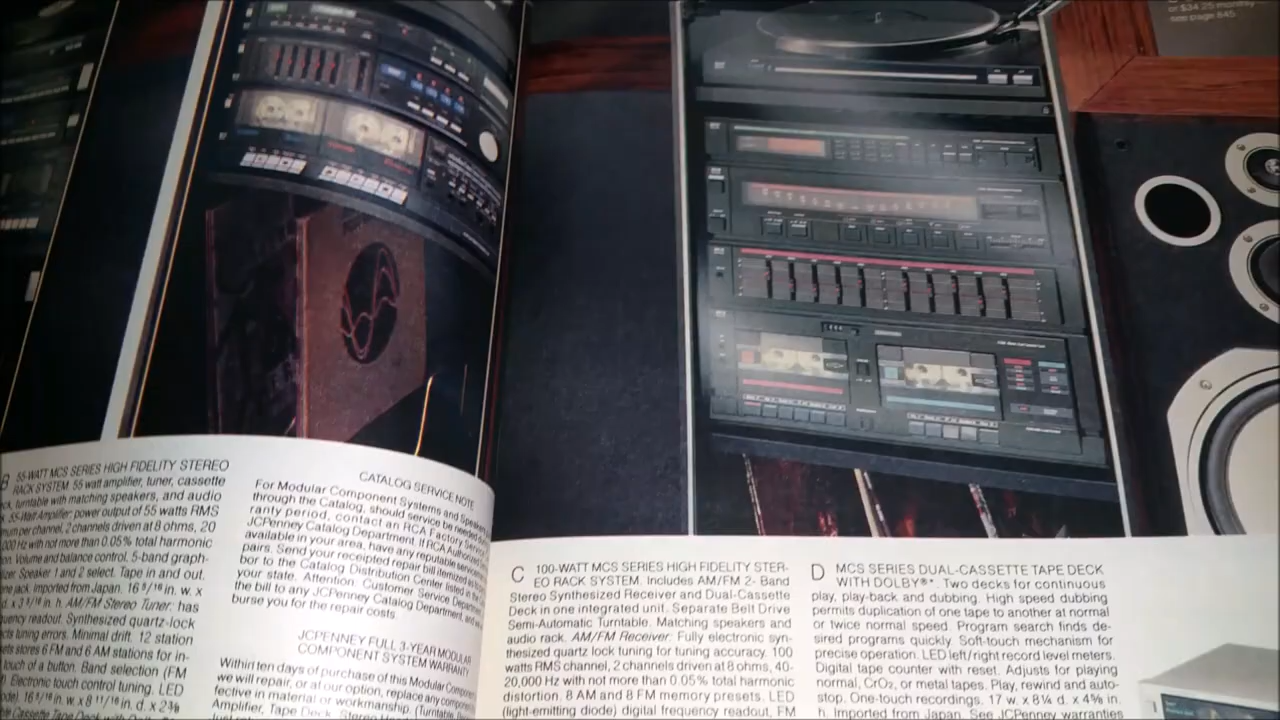 or $34.25 monthly
see page 845
B 55-WATT MCS SERIES HIGH FIDELITY STEREO
RACK SYSTEM. 55 watt amplifier, tuner, cassette
turntable with matching speakers, and audio
55-Watt Amplifier: power output of 55 watts RMS
per channel, 2 channels driven at 8 ohms, 20
000 Hz with not more than 0.05% total harmonic
Volume and balance control, 5-band graph-
Speaker 1 and 2 select. Tape in and out.
jack. Imported from Japan. 16 5/16 in. w. x
d. x 3 5/16 in. h. AM/FM Stereo Tuner: has
readout. Synthesized quartz-lock
tuning errors. Minimal drift. 12 station
stores 6 FM and 6 AM stations for in-
touch of a button. Band selection (FM
Electronic touch control tuning. LED
16 5/16 in. w. x 8 11/16 in. d. x 2 3/8
Cassette Tape Deck with Dolby
CATALOG SERVICE NOTE
For Modular Component Systems and Speakers
through the Catalog, should service be needed
ranty period, contact an RCA Factory Service
JCPenney Catalog Department. If RCA Authorized
available in your area, have any reputable service
pairs. Send your receipted repair bill itemized as
bor to the Catalog Distribution Center listed in the
your state. Attention: Customer Service Department
the bill to any JCPenney Catalog Department, and we
burse you for the repair costs.
JCPENNEY FULL 3-YEAR MODULAR
COMPONENT SYSTEM WARRANTY
Within ten days of purchase of this Modular Component
we will repair, or at our option, replace any
fective in material or workmanship. (Turntable,
Amplifier, Tape Deck, Stereo
C 100-WATT MCS SERIES HIGH FIDELITY STER-
EO RACK SYSTEM. Includes AM/FM 2- Band
Stereo Synthesized Receiver and Dual-Cassette
Deck in one integrated unit. Separate Belt Drive
Semi-Automatic Turntable. Matching speakers and
audio rack. AM/FM Receiver: Fully electronic syn-
thesized quartz lock tuning for tuning accuracy. 100
watts RMS channel, 2 channels driven at 8 ohms, 40-
20,000 Hz with not more than 0.05% total harmonic
distortion. 8 AM and 8 FM memory presets. LED
(light-emitting diode) digital frequency readout, FM
D MCS SERIES DUAL-CASSETTE TAPE DECK
WITH DOLBY®*. Two decks for continuous
play, play-back and dubbing. High speed dubbing
permits duplication of one tape to another at normal
or twice normal speed. Program search finds de-
sired programs quickly. Soft-touch mechanism for
precise operation. LED left/right record level meters.
Digital tape counter with reset. Adjusts for playing
normal, CrO₂, or metal tapes. Play, rewind and auto-
stop. One-touch recordings. 17 w. x 8¼ d. x 4⅝ in.
h. Imported from Japan. See JCPenney warranties